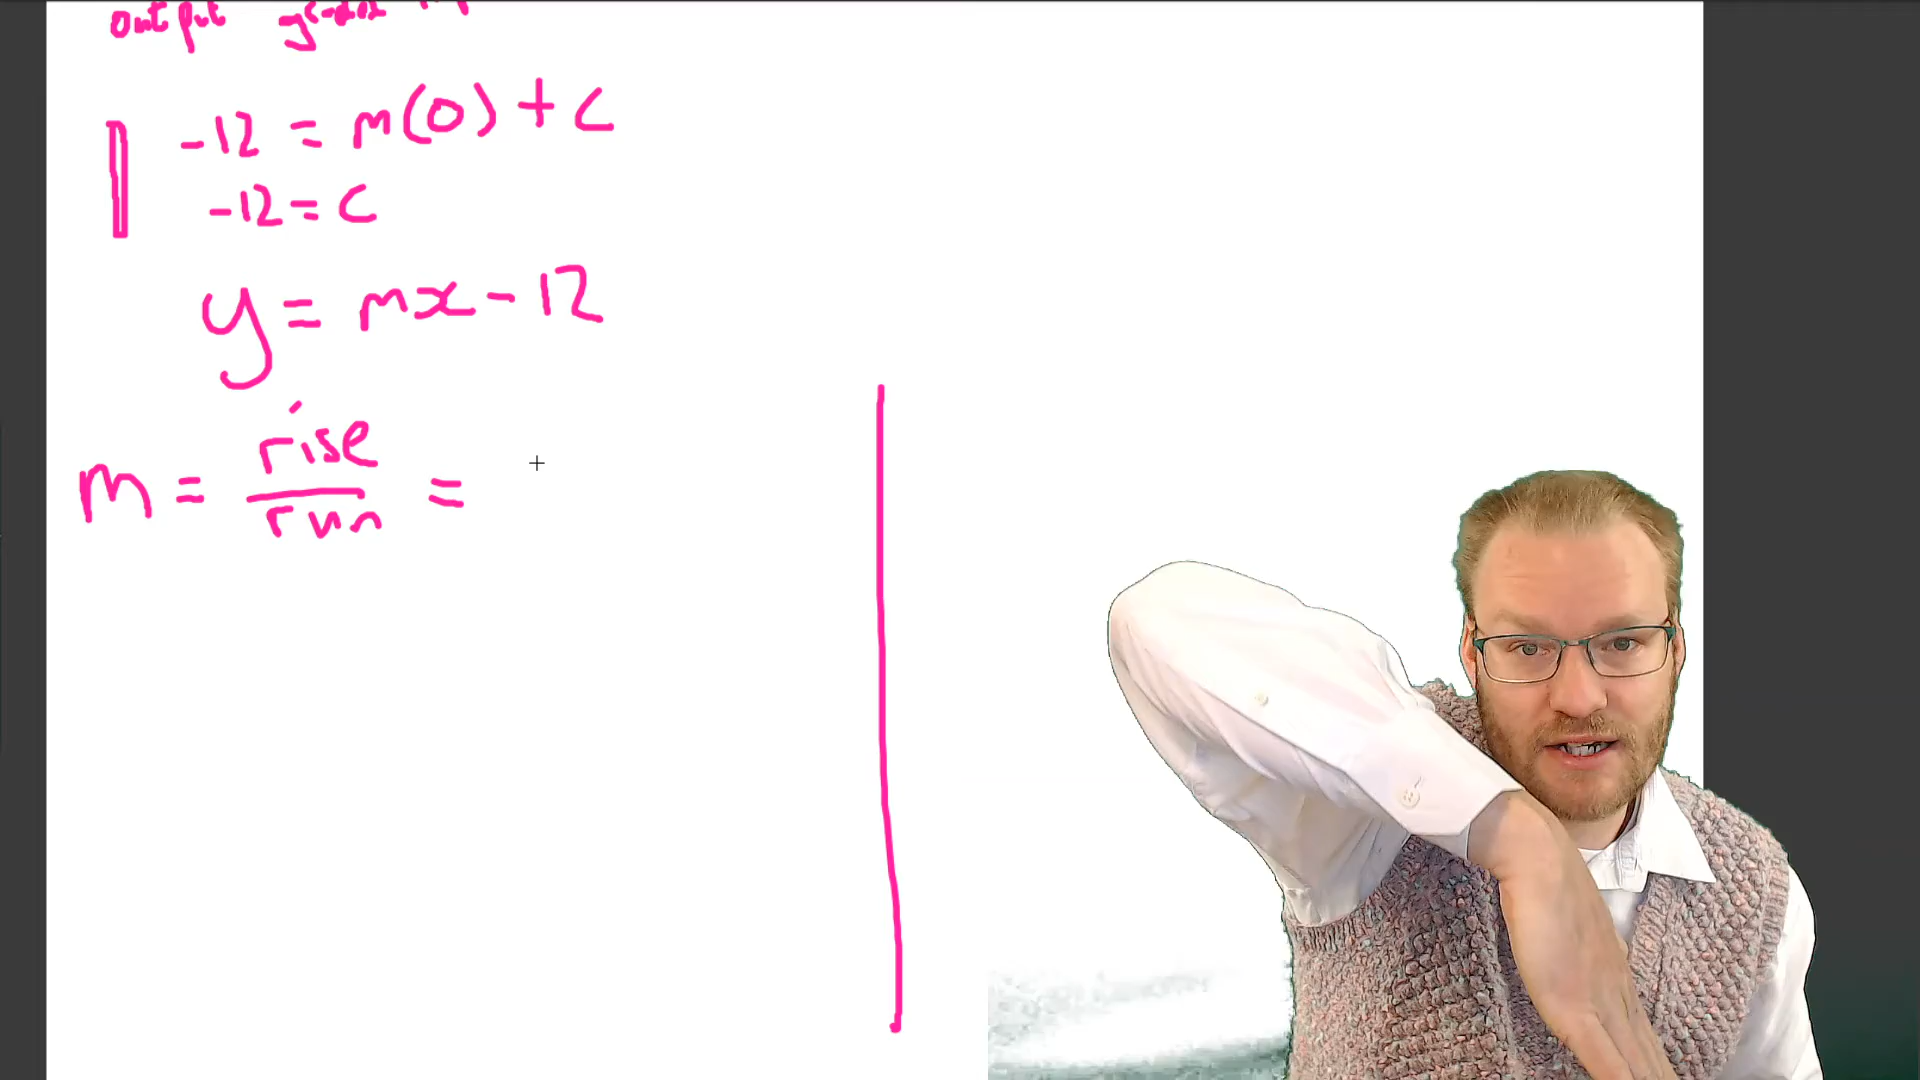 output
-12 = m(0) + c
-12 = c
y = mx - 12
m = rise/run =